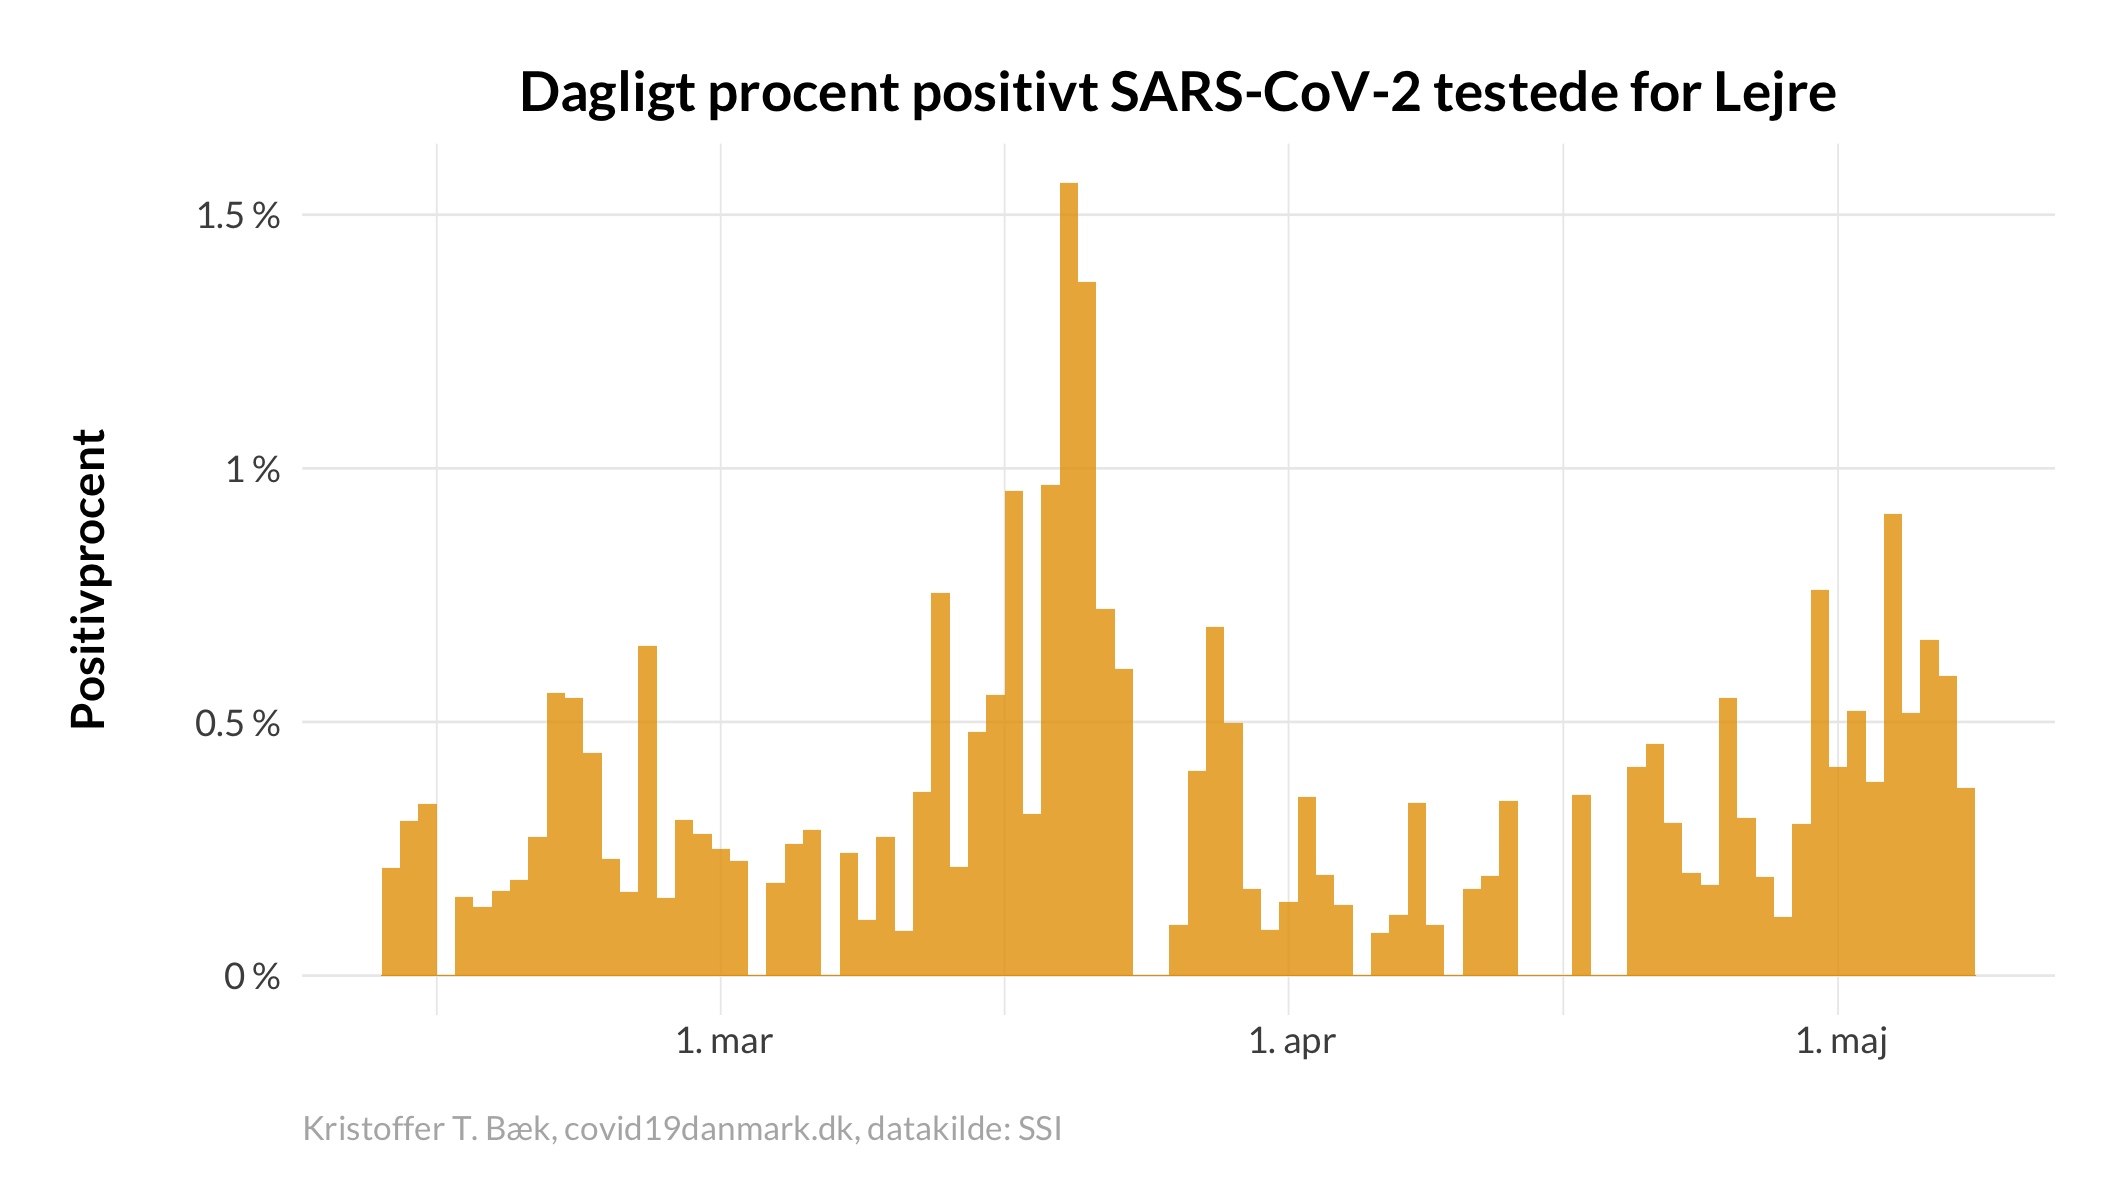 Dagligt procent positivt SARS-CoV-2 testede for Lejre
Positivprocent
1.5 %
1 %
0.5 %
0 %
1. mar
1. apr
1. maj
Kristoffer T. Bæk, covid19danmark.dk, datakilde: SSI